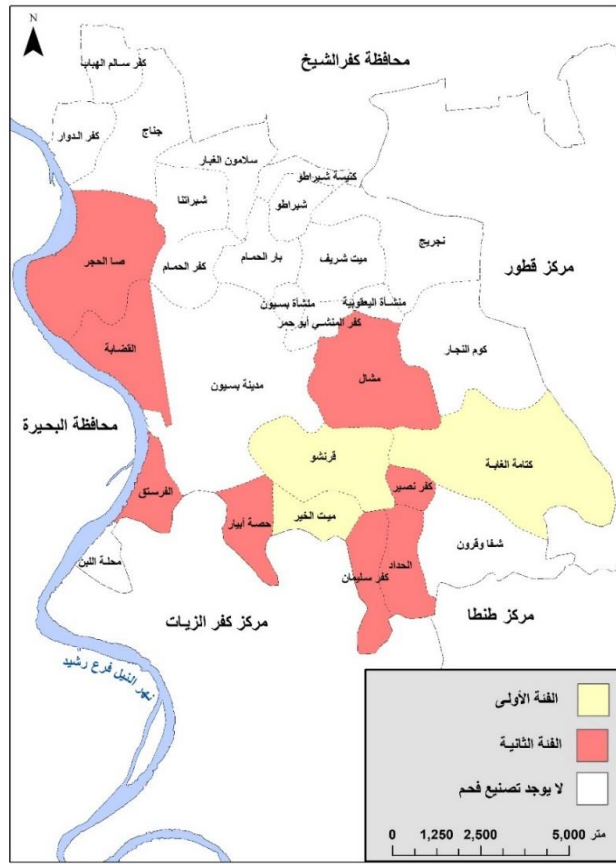 N
محافظة كفرالشيخ
كفر سالم الهياب
كفر الدوار
جناج
سلامون الغبار
كنيسة شبراطو
شبراتنا
شبراطو
نجريج
مركز قطور
صا الحجر
كفر الحمام
بار الحمام
ميت شريف
منشأة بسيون
منشأة اليعقوبية
كفر المنشي أبو حمر
القضابة
كوم النجار
مشال
مدينة بسيون
محافظة البحيرة
قرنشو
كتامة الغابة
الفرستق
حصة أبيار
كفر نصير
ميت الخير
شفا وقرون
محلة اللبن
كفر سليمان
الحداد
مركز كفر الزيات
مركز طنطا
نهر النيل فرع رشيد
الفئة الأولى
الفئة الثانية
لا يوجد تصنيع فحم
متر
0 1,250 2,500 5,000